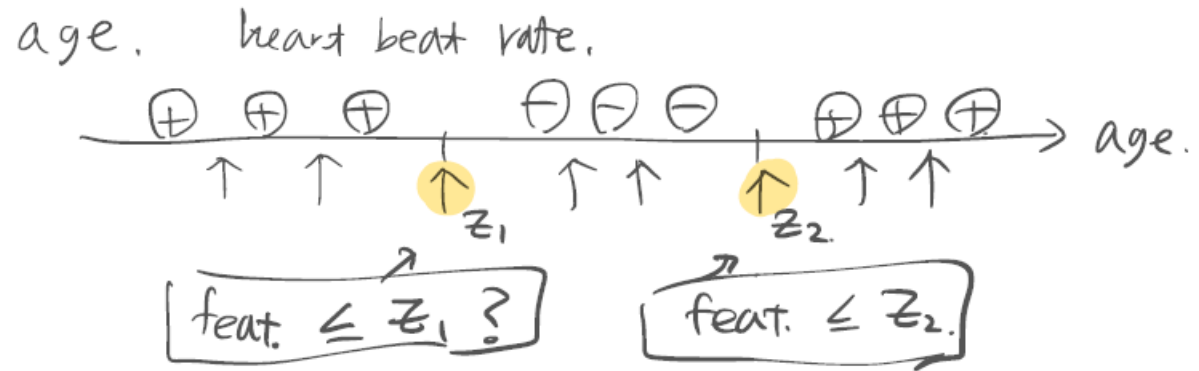 age. heart beat rate.
⊕ ⊕ ⊕ ⊖ ⊖ ⊖ ⊕ ⊕ ⊕
age.
z₁ z₂.
feat. ≤ z₁ ? feat. ≤ z₂.